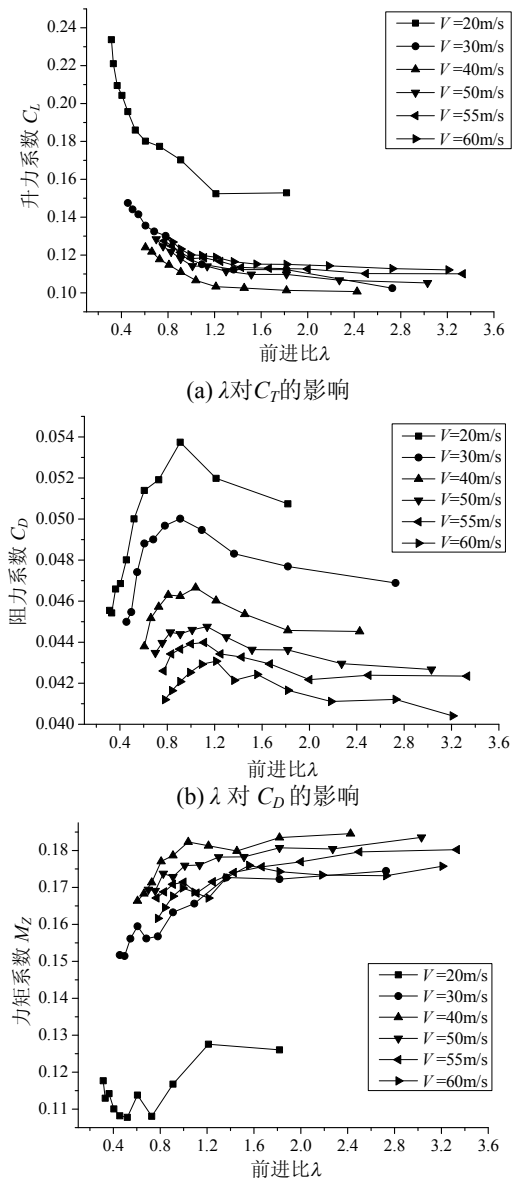 0.24
0.22
0.20
0.18
0.16
0.14
0.12
0.10
升力系数 C_L
V=20m/s
V=30m/s
V=40m/s
V=50m/s
V=55m/s
V=60m/s
0.4 0.8 1.2 1.6 2.0 2.4 2.8 3.2 3.6
前进比λ
(a) λ对C_T的影响
0.054
0.052
0.050
0.048
0.046
0.044
0.042
0.040
阻力系数 C_D
V=20m/s
V=30m/s
V=40m/s
V=50m/s
V=55m/s
V=60m/s
0.4 0.8 1.2 1.6 2.0 2.4 2.8 3.2 3.6
前进比λ
(b) λ 对 C_D 的影响
0.18
0.17
0.16
0.15
0.14
0.13
0.12
0.11
力矩系数 M_Z
V=20m/s
V=30m/s
V=40m/s
V=50m/s
V=55m/s
V=60m/s
0.0 0.4 0.8 1.2 1.6 2.0 2.4 2.8 3.2 3.6
前进比λ